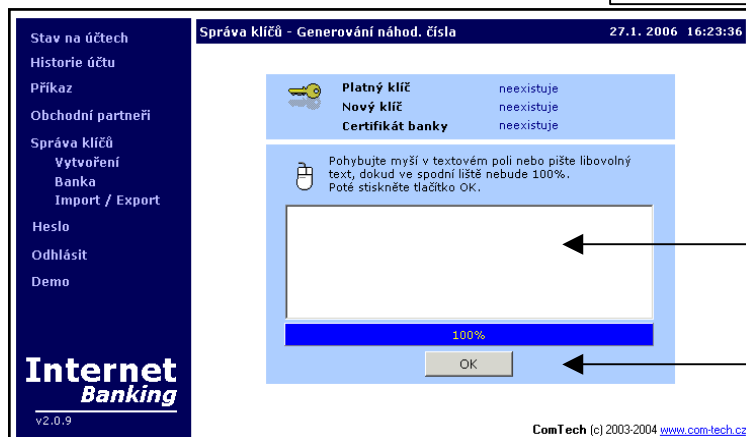 Správa klíčů - Generování náhod. čísla
27.1. 2006 16:23:36
Stav na účtech
Historie účtu
Příkaz
Obchodní partneři
Správa klíčů
Vytvoření
Banka
Import / Export
Heslo
Odhlásit
Demo
Internet
Banking
v2.0.9
Platný klíč neexistuje
Nový klíč neexistuje
Certifikát banky neexistuje
Pohybujte myší v textovém poli nebo pište libovolný
text, dokud ve spodní liště nebude 100%.
Poté stiskněte tlačítko OK.
100%
OK
ComTech (c) 2003-2004 www.com-tech.cz